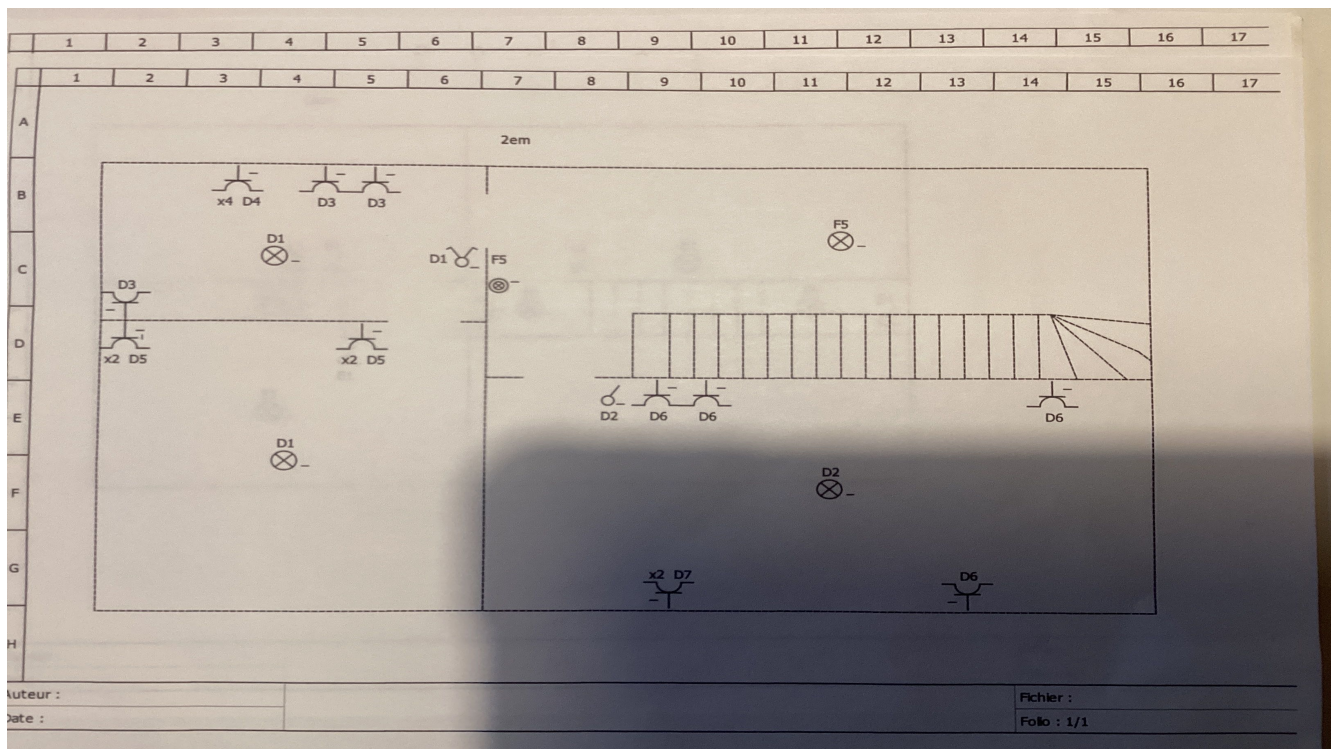 1 2 3 4 5 6 7 8 9 10 11 12 13 14 15 16 17
1 2 3 4 5 6 7 8 9 10 11 12 13 14 15 16 17
A
2em
B
x4 D4 D3 D3
F5
D1
D1 F5
C
D3
D
x2 D5 x2 D5
E
D2 D6 D6 D6
D1
D2
F
G
x2 D7 D6
H
Auteur : Fichier :
Date : Folio : 1/1